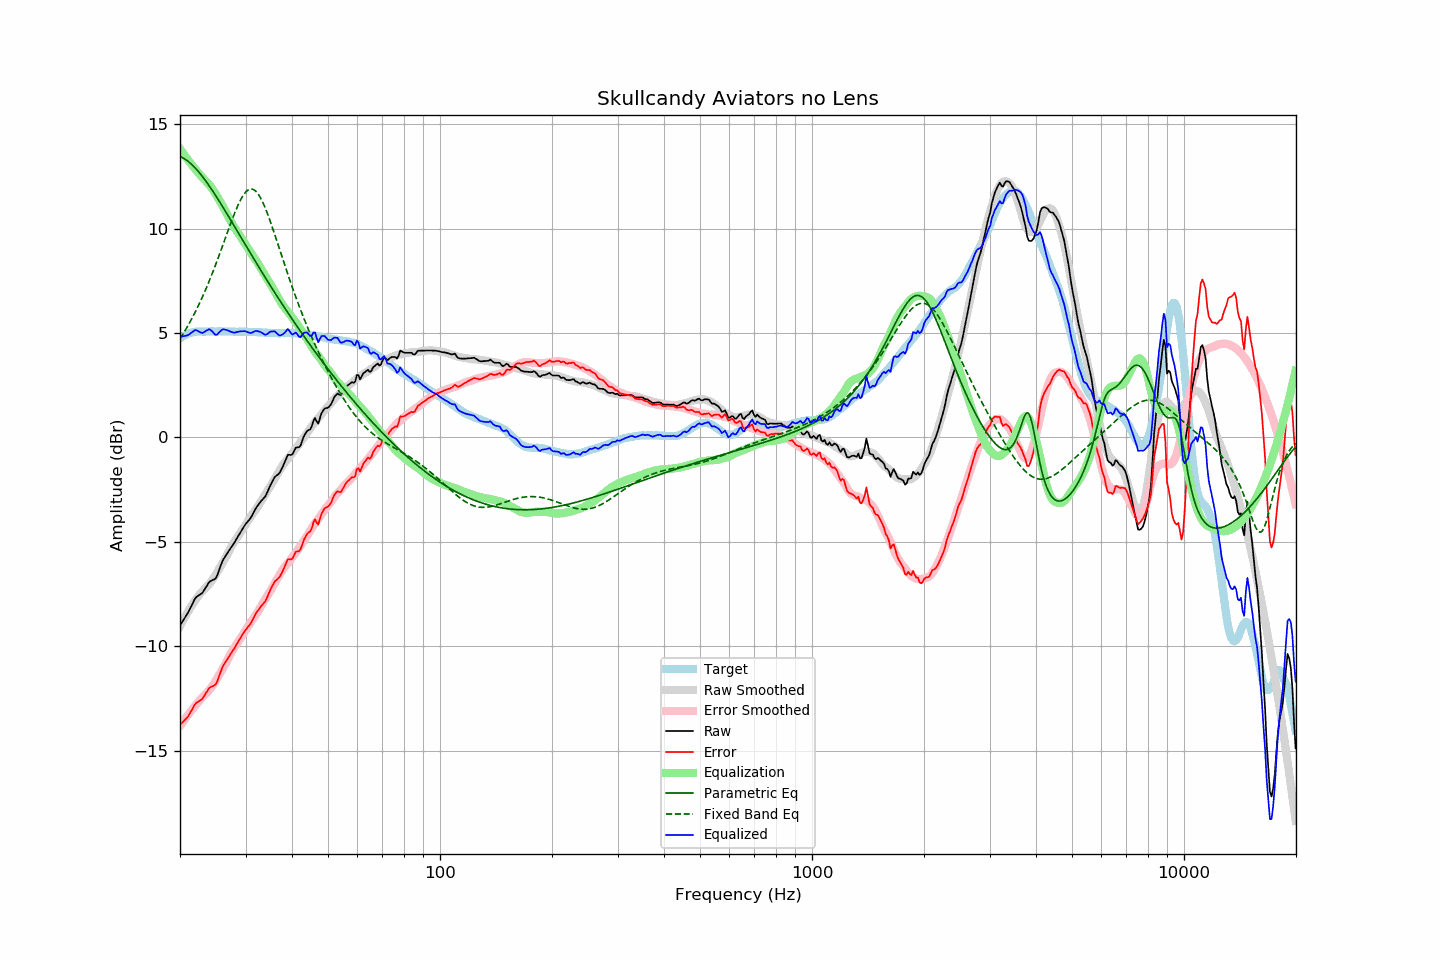 Skullcandy Aviators no Lens
15
10
5
0
−5
−10
−15
Amplitude (dBr)
Target
Raw Smoothed
Error Smoothed
Raw
Error
Equalization
Parametric Eq
Fixed Band Eq
Equalized
100
1000
10000
Frequency (Hz)